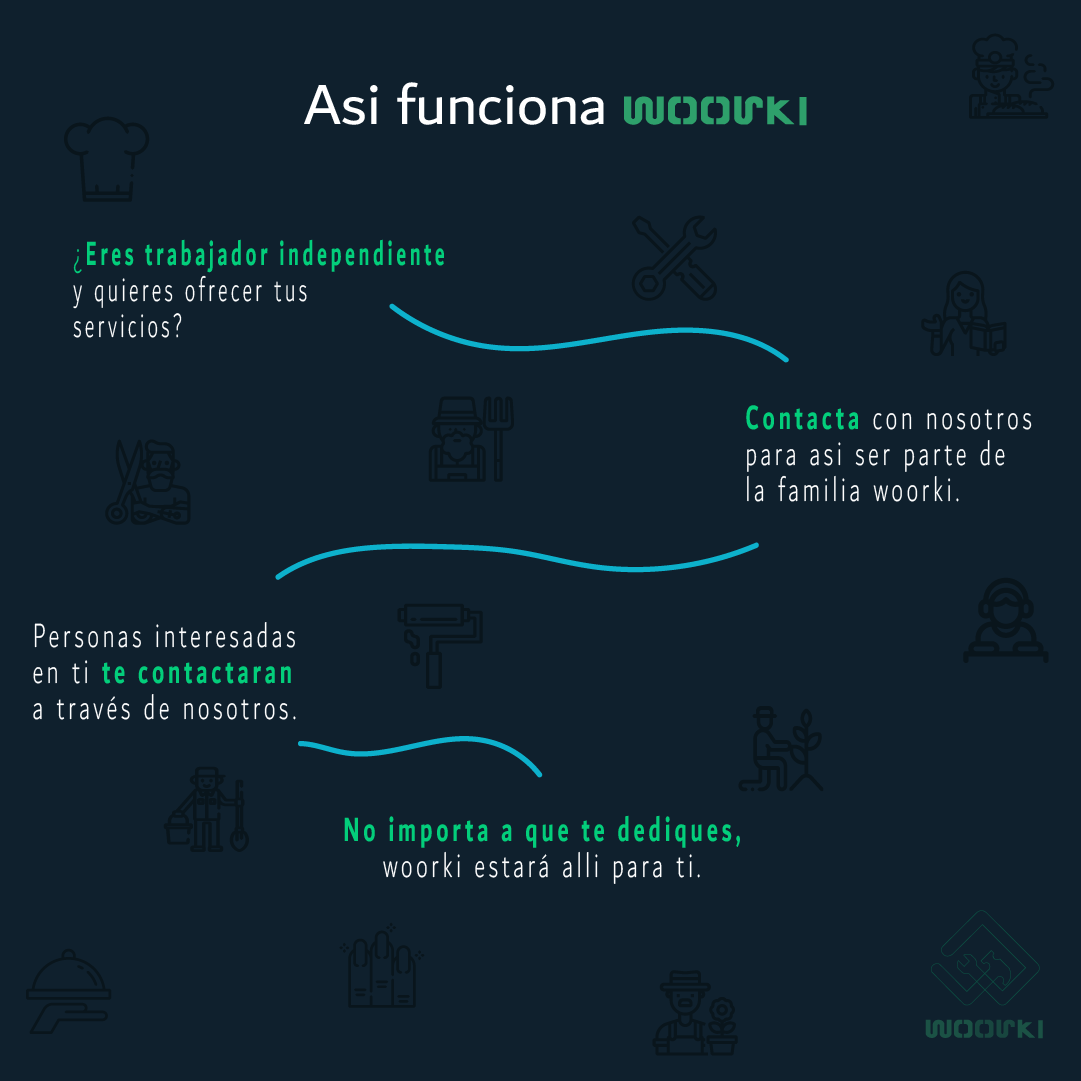 Asi funciona woorki
¿Eres trabajador independiente
y quieres ofrecer tus
servicios?
Contacta con nosotros
para asi ser parte de
la familia woorki.
Personas interesadas
en ti te contactaran
a través de nosotros.
No importa a que te dediques,
woorki estará alli para ti.
woorki